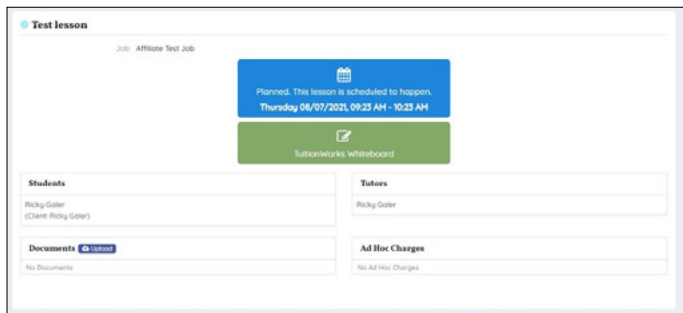 Test lesson
Job: Affiliate Test Job
Planned. This lesson is scheduled to happen.
Thursday 08/07/2021, 09:23 AM - 10:23 AM
TuitionWorks Whiteboard
Students
Ricky Galer
(Client: Ricky Galer)
Tutors
Ricky Galer
Documents Upload
No Documents
Ad Hoc Charges
No Ad Hoc Charges